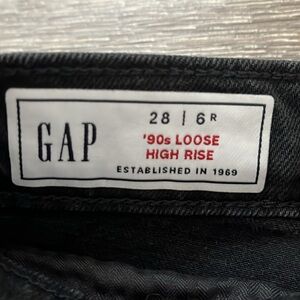 GAP
28 | 6R
'90s LOOSE
HIGH RISE
ESTABLISHED IN 1969